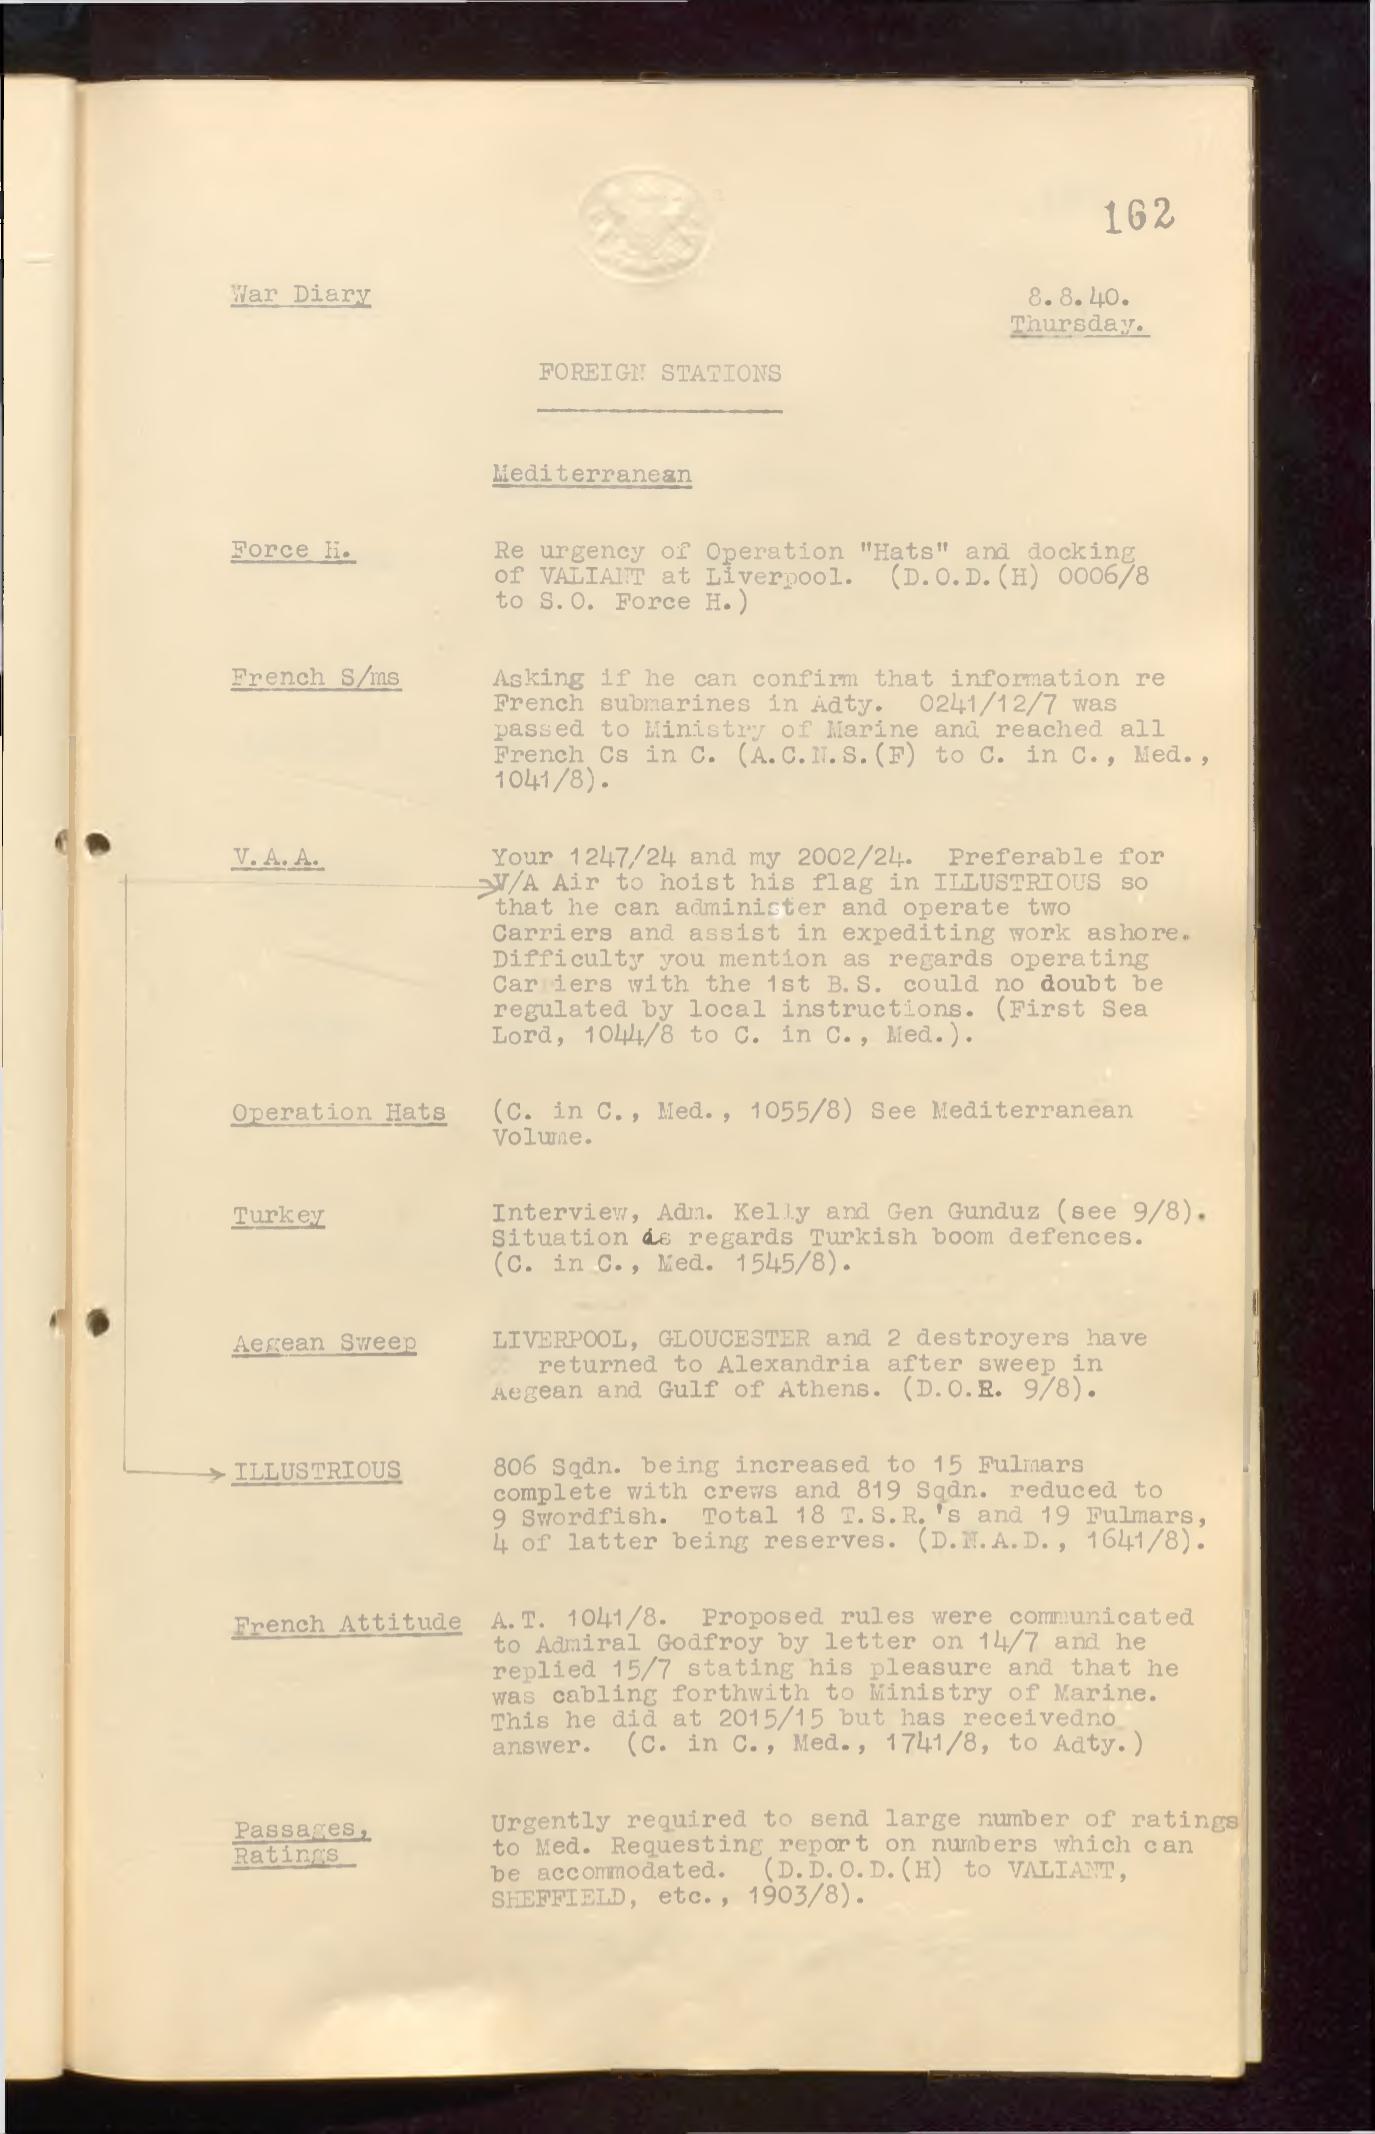 162
War Diary
8.8.40.
Thursday.
FOREIGN STATIONS
Mediterranean
Force H.
Re urgency of Operation "Hats" and docking
of VALIANT at Liverpool. (D.O.D.(H) 0006/8
to S.O. Force H.)
French S/ms
Asking if he can confirm that information re
French submarines in Adty. 0241/12/7 was
passed to Ministry of Marine and reached all
French Cs in C. (A.C.N.S.(F) to C. in C., Med.,
1041/8).
V.A.A.
Your 1247/24 and my 2002/24. Preferable for
V/A Air to hoist his flag in ILLUSTRIOUS so
that he can administer and operate two
Carriers and assist in expediting work ashore.
Difficulty you mention as regards operating
Car iers with the 1st B.S. could no doubt be
regulated by local instructions. (First Sea
Lord, 1044/8 to C. in C., Med.).
Operation Hats
(C. in C., Med., 1055/8) See Mediterranean
Volume.
Turkey
Interview, Adm. Kelly and Gen Gunduz (see 9/8).
Situation as regards Turkish boom defences.
(C. in C., Med. 1545/8).
Aegean Sweep
LIVERPOOL, GLOUCESTER and 2 destroyers have
returned to Alexandria after sweep in
Aegean and Gulf of Athens. (D.O.R. 9/8).
ILLUSTRIOUS
806 Sqdn. being increased to 15 Fulmars
complete with crews and 819 Sqdn. reduced to
9 Swordfish. Total 18 T.S.R.'s and 19 Fulmars,
4 of latter being reserves. (D.N.A.D., 1641/8).
French Attitude
A.T. 1041/8. Proposed rules were communicated
to Admiral Godfroy by letter on 14/7 and he
replied 15/7 stating his pleasure and that he
was cabling forthwith to Ministry of Marine.
This he did at 2015/15 but has receivedno
answer. (C. in C., Med., 1741/8, to Adty.)
Passages,
Ratings
Urgently required to send large number of ratings
to Med. Requesting report on numbers which can
be accommodated. (D.D.O.D.(H) to VALIANT,
SHEFFIELD, etc., 1903/8).